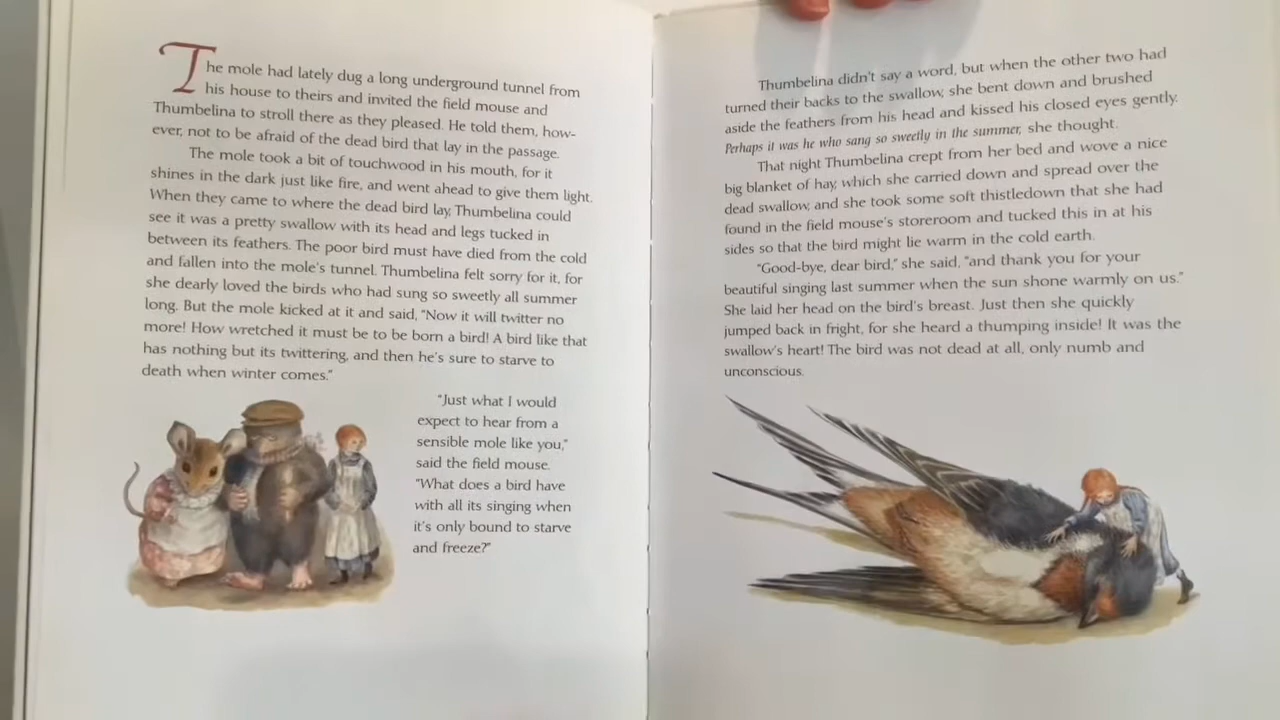 The mole had lately dug a long underground tunnel from
his house to theirs and invited the field mouse and
Thumbelina to stroll there as they pleased. He told them, how-
ever, not to be afraid of the dead bird that lay in the passage.
The mole took a bit of touchwood in his mouth, for it
shines in the dark just like fire, and went ahead to give them light.
When they came to where the dead bird lay, Thumbelina could
see it was a pretty swallow with its head and legs tucked in
between its feathers. The poor bird must have died from the cold
and fallen into the mole's tunnel. Thumbelina felt sorry for it, for
she dearly loved the birds who had sung so sweetly all summer
long. But the mole kicked at it and said, "Now it will twitter no
more! How wretched it must be to be born a bird! A bird like that
has nothing but its twittering, and then he's sure to starve to
death when winter comes."
"Just what I would
expect to hear from a
sensible mole like you,"
said the field mouse.
"What does a bird have
with all its singing when
it's only bound to starve
and freeze?"
Thumbelina didn't say a word, but when the other two had
turned their backs to the swallow, she bent down and brushed
aside the feathers from his head and kissed his closed eyes gently.
Perhaps it was he who sang so sweetly in the summer, she thought.
That night Thumbelina crept from her bed and wove a nice
big blanket of hay, which she carried down and spread over the
dead swallow, and she took some soft thistledown that she had
found in the field mouse's storeroom and tucked this in at his
sides so that the bird might lie warm in the cold earth.
"Good-bye, dear bird," she said, "and thank you for your
beautiful singing last summer when the sun shone warmly on us."
She laid her head on the bird's breast. Just then she quickly
jumped back in fright, for she heard a thumping inside! It was the
swallow's heart! The bird was not dead at all, only numb and
unconscious.